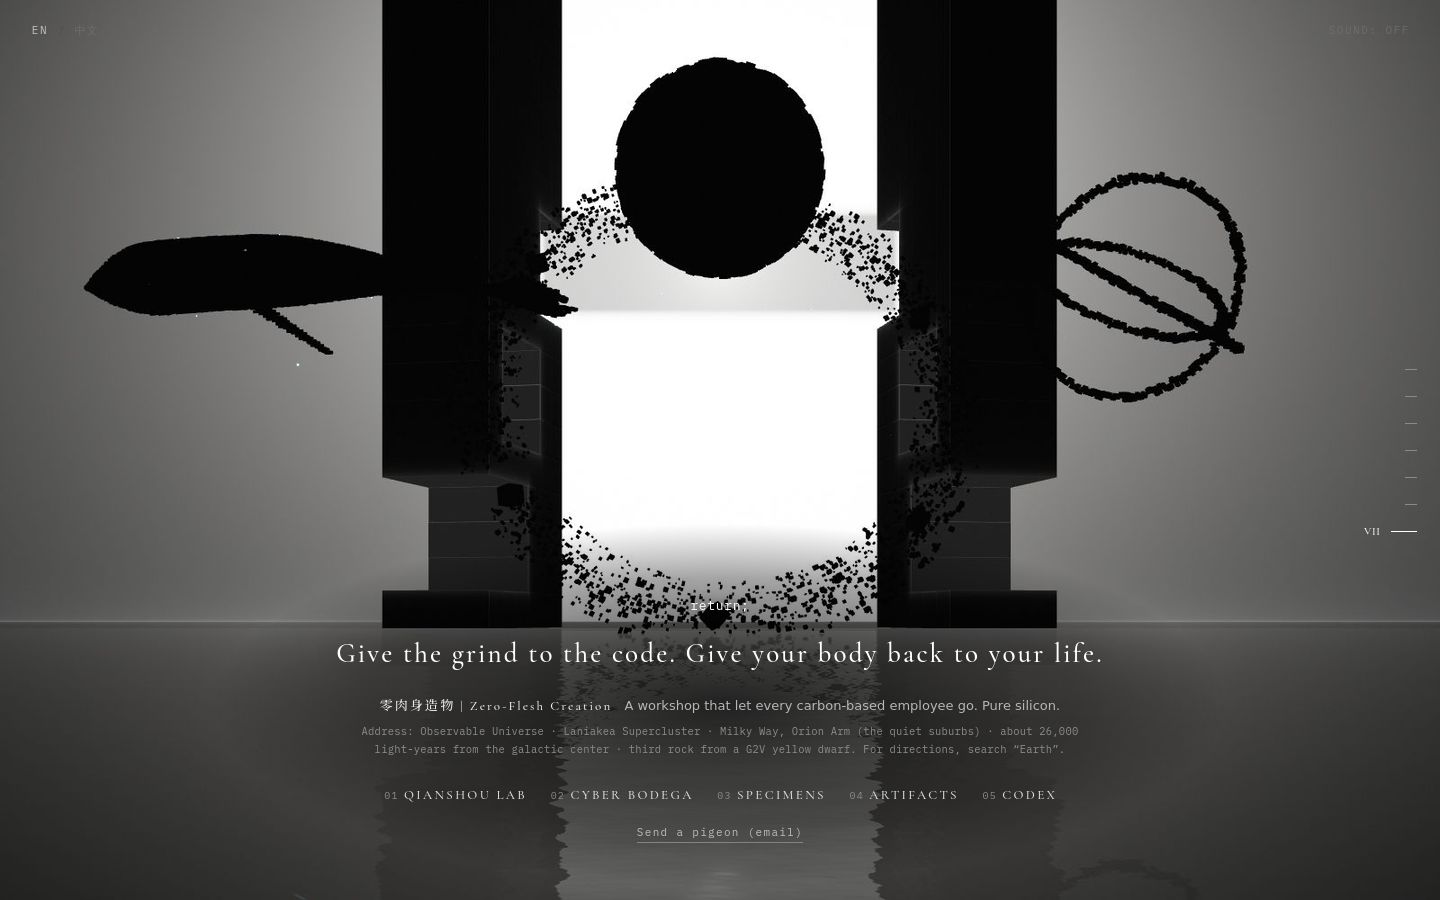 EN / 中文
SOUND: OFF
VII
return;
Give the grind to the code. Give your body back to your life.
零肉身造物 | Zero-Flesh Creation A workshop that let every carbon-based employee go. Pure silicon.
Address: Observable Universe · Laniakea Supercluster · Milky Way, Orion Arm (the quiet suburbs) · about 26,000
light-years from the galactic center · third rock from a G2V yellow dwarf. For directions, search “Earth”.
01 QIANSHOU LAB 02 CYBER BODEGA 03 SPECIMENS 04 ARTIFACTS 05 CODEX
Send a pigeon (email)